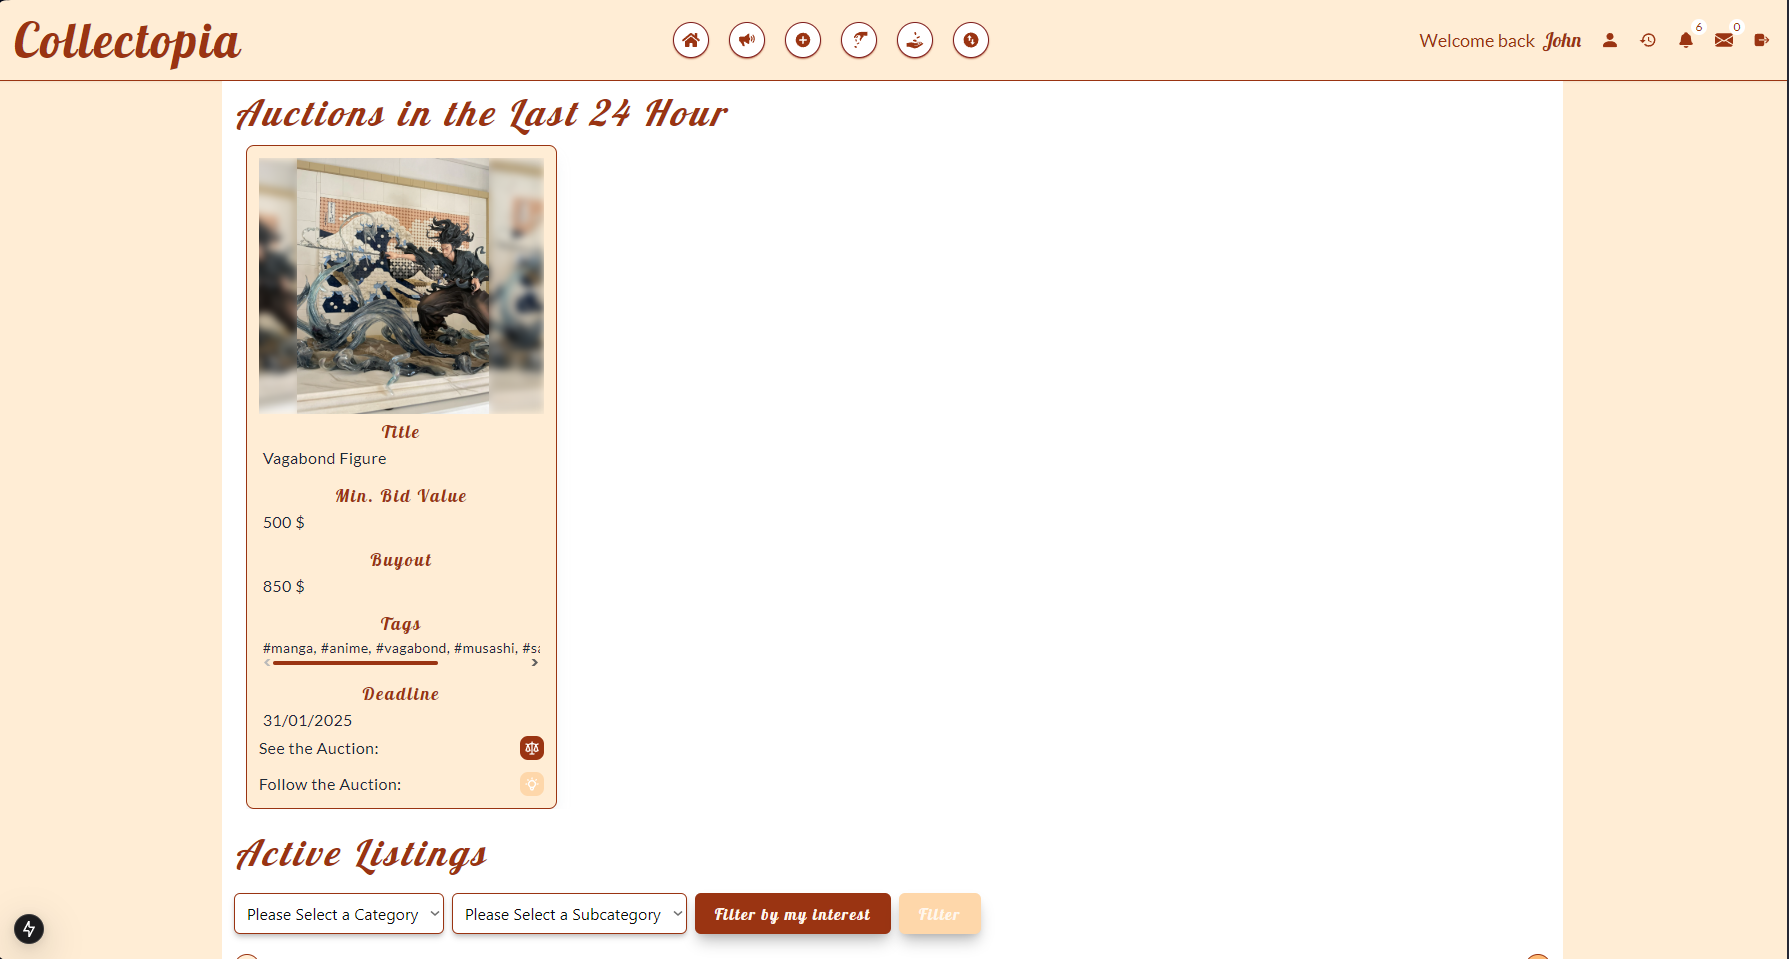 Collectopia
Welcome back John
6
0
Auctions in the Last 24 Hour
Title
Vagabond Figure
Min. Bid Value
500 $
Buyout
850 $
Tags
#manga, #anime, #vagabond, #musashi, #sa
Deadline
31/01/2025
See the Auction:
Follow the Auction:
Active Listings
Please Select a Category
Please Select a Subcategory
Filter by my interest
Filter